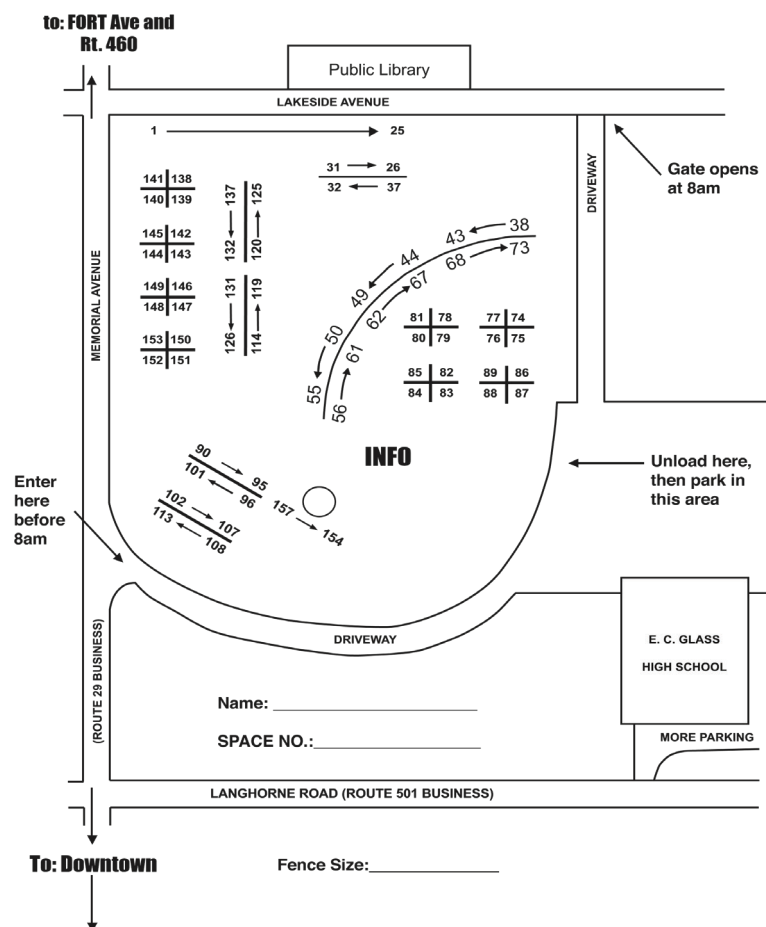 to: FORT Ave and
Rt. 460
Public Library
LAKESIDE AVENUE
1 25
31 26
32 37
Gate opens
at 8am
DRIVEWAY
MEMORIAL AVENUE
141 138
140 139
145 142
144 143
149 146
148 147
153 150
152 151
137 125
132 120
131 119
126 114
38
43
44
49
50
55
73
68
67
62
61
56
81 78
80 79
77 74
76 75
85 82
84 83
89 86
88 87
INFO
90
95
101
96
102
107
113
108
157
154
Unload here,
then park in
this area
Enter
here
before
8am
DRIVEWAY
(ROUTE 29 BUSINESS)
E. C. GLASS
HIGH SCHOOL
Name:
SPACE NO.:
MORE PARKING
LANGHORNE ROAD (ROUTE 501 BUSINESS)
To: Downtown
Fence Size: